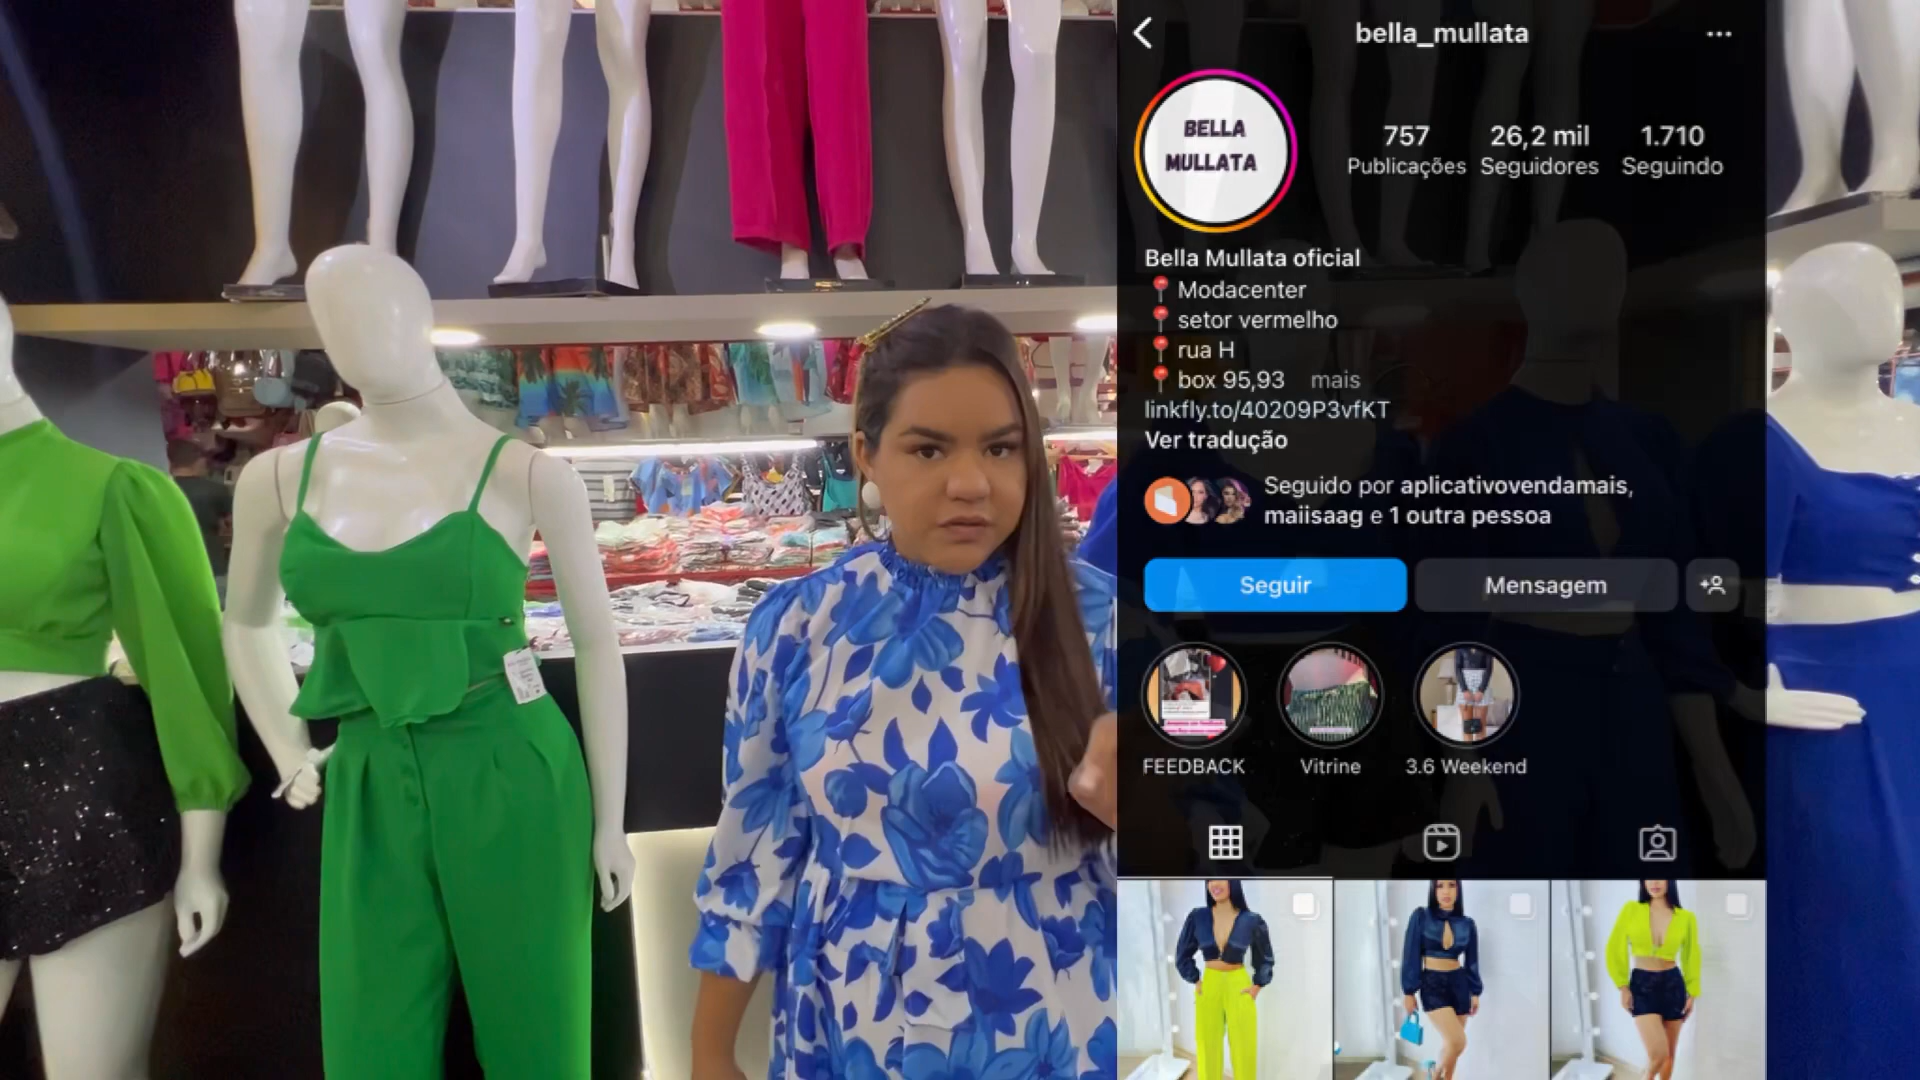 bella_mullata
BELLA
MULLATA
757
Publicações
26,2 mil
Seguidores
1.710
Seguindo
Bella Mullata oficial
Modacenter
setor vermelho
rua H
box 95,93 mais
linkfly.to/40209P3vfKT
Ver tradução
Seguido por aplicativovendamais,
maiisaag e 1 outra pessoa
Seguir
Mensagem
FEEDBACK
Vitrine
3.6 Weekend